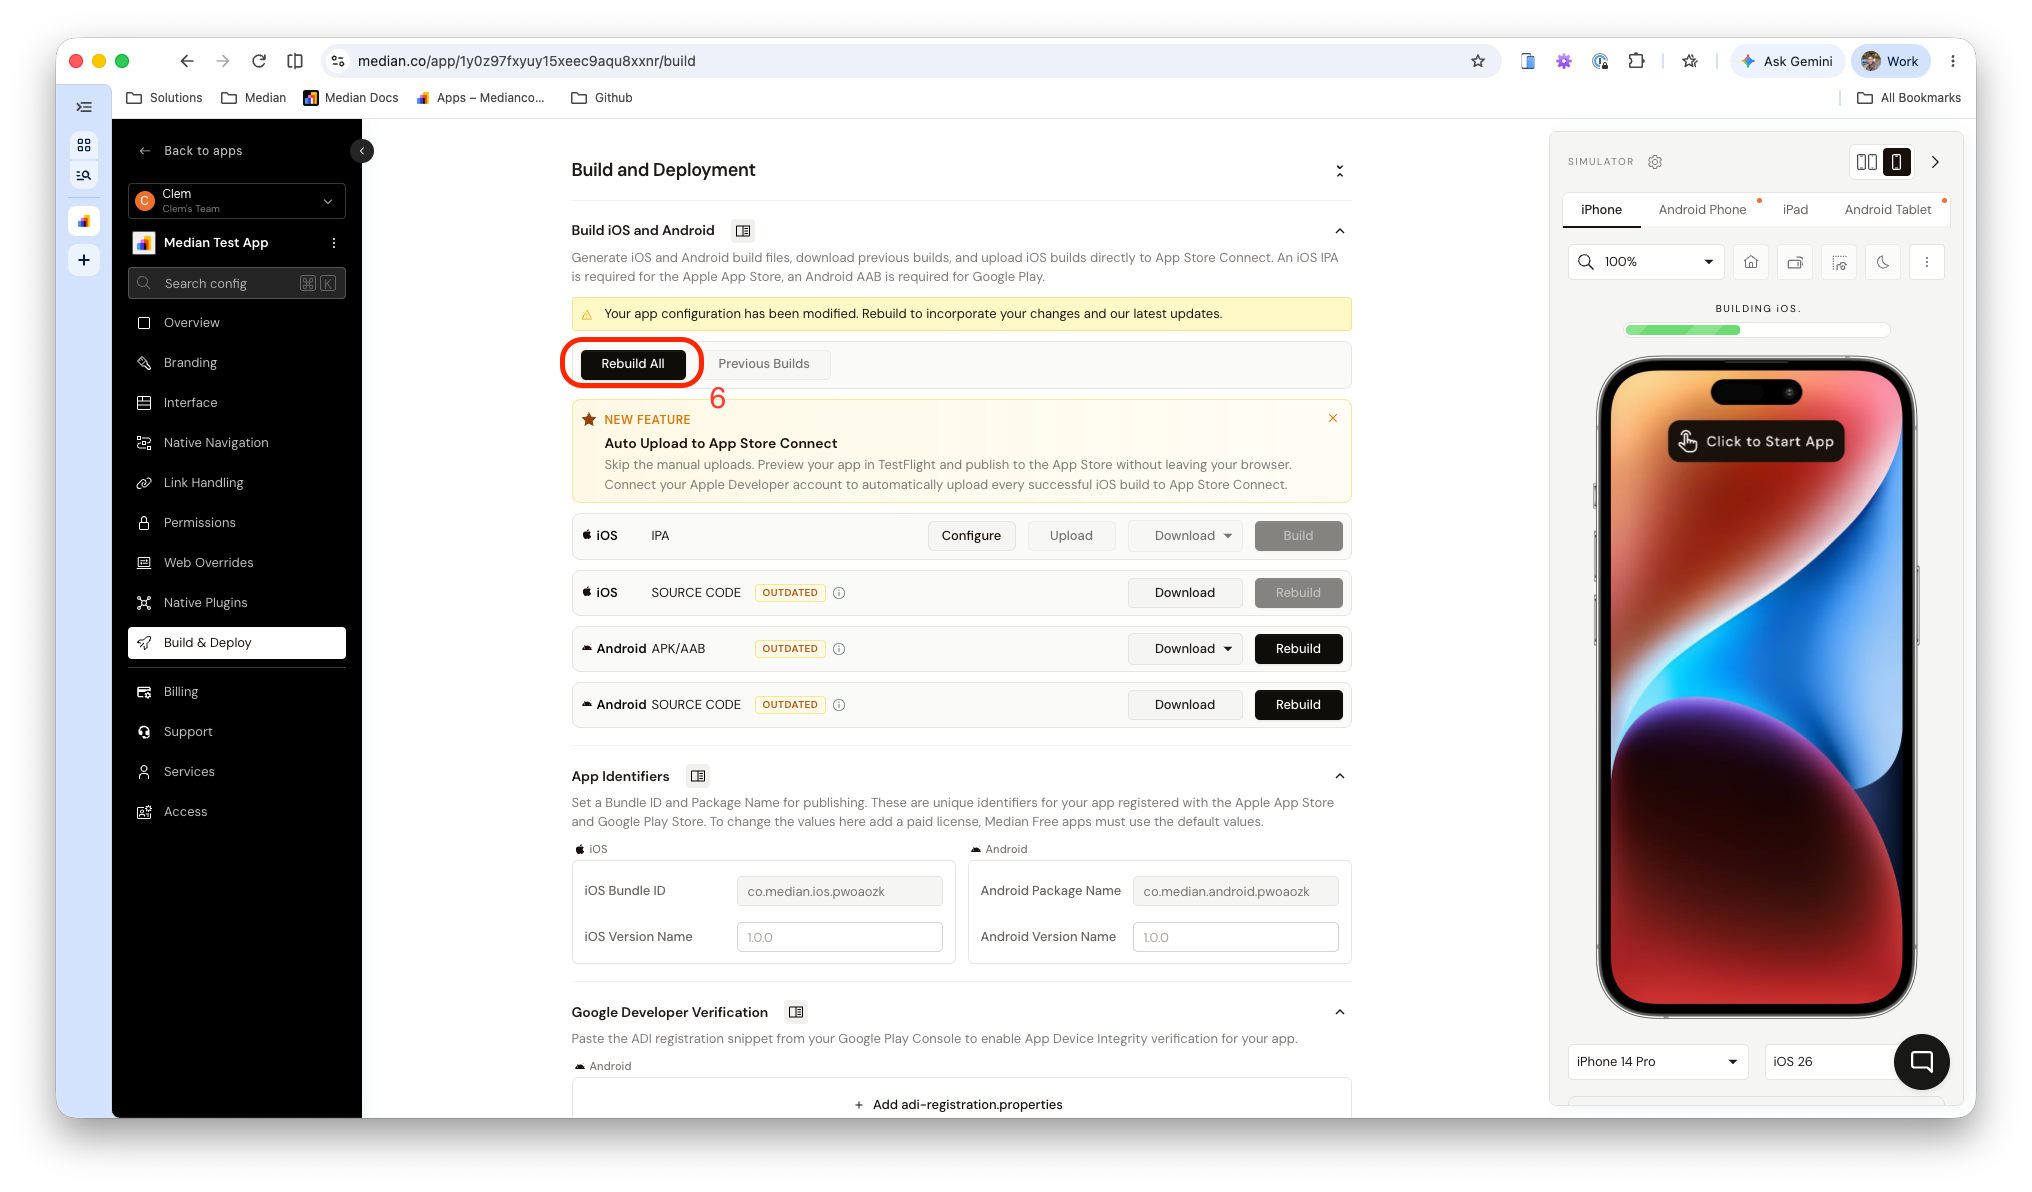 median.co/app/1y0z97fxyuy15xeec9aqu8xxnr/build
Ask Gemini
Work
Solutions
Median
Median Docs
Apps – Medianco...
Github
All Bookmarks
Back to apps
C
Clem
Clem's Team
Median Test App
Search config
⌘ K
Overview
Branding
Interface
Native Navigation
Link Handling
Permissions
Web Overrides
Native Plugins
Build & Deploy
Billing
Support
Services
Access
Build and Deployment
Build iOS and Android
Generate iOS and Android build files, download previous builds, and upload iOS builds directly to App Store Connect. An iOS IPA
is required for the Apple App Store, an Android AAB is required for Google Play.
Your app configuration has been modified. Rebuild to incorporate your changes and our latest updates.
Rebuild All
Previous Builds
6
NEW FEATURE
Auto Upload to App Store Connect
Skip the manual uploads. Preview your app in TestFlight and publish to the App Store without leaving your browser.
Connect your Apple Developer account to automatically upload every successful iOS build to App Store Connect.
iOS IPA Configure Upload Download Build
iOS SOURCE CODE OUTDATED Download Rebuild
Android APK/AAB OUTDATED Download Rebuild
Android SOURCE CODE OUTDATED Download Rebuild
App Identifiers
Set a Bundle ID and Package Name for publishing. These are unique identifiers for your app registered with the Apple App Store
and Google Play Store. To change the values here add a paid license, Median Free apps must use the default values.
iOS
iOS Bundle ID co.median.ios.pwoaozk
iOS Version Name 1.0.0
Android
Android Package Name co.median.android.pwoaozk
Android Version Name 1.0.0
Google Developer Verification
Paste the ADI registration snippet from your Google Play Console to enable App Device Integrity verification for your app.
Android
+ Add adi-registration.properties
SIMULATOR
iPhone
Android Phone
iPad
Android Tablet
100%
BUILDING iOS.
Click to Start App
iPhone 14 Pro
iOS 26